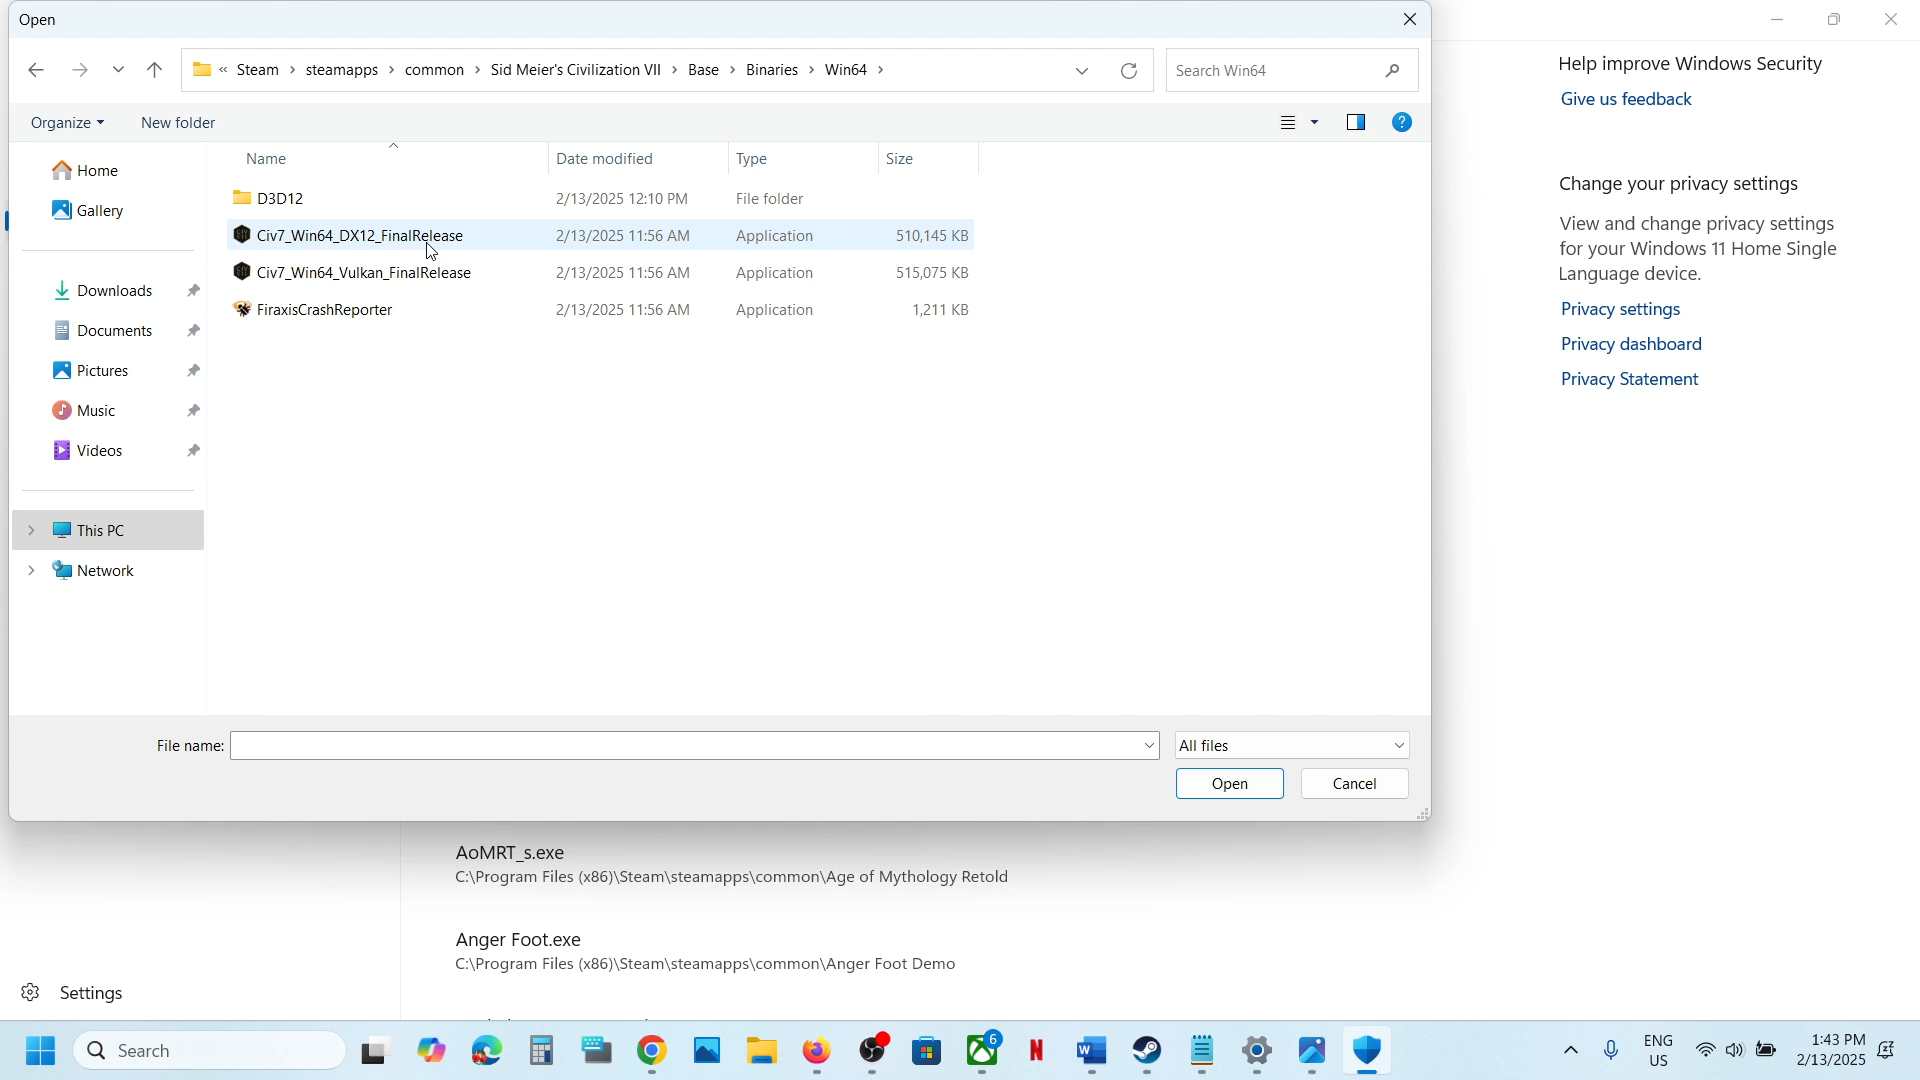 Open
« Steam > steamapps > common > Sid Meier's Civilization VII > Base > Binaries > Win64 >
Search Win64
Organize
New folder
Name
Date modified
Type
Size
Home
Gallery
Downloads
Documents
Pictures
Music
Videos
This PC
Network
D3D12 2/13/2025 12:10 PM File folder
Civ7_Win64_DX12_FinalRelease 2/13/2025 11:56 AM Application 510,145 KB
Civ7_Win64_Vulkan_FinalRelease 2/13/2025 11:56 AM Application 515,075 KB
FiraxisCrashReporter 2/13/2025 11:56 AM Application 1,211 KB
File name:
All files
Open
Cancel
Help improve Windows Security
Give us feedback
Change your privacy settings
View and change privacy settings
for your Windows 11 Home Single
Language device.
Privacy settings
Privacy dashboard
Privacy Statement
AoMRT_s.exe
C:\Program Files (x86)\Steam\steamapps\common\Age of Mythology Retold
Anger Foot.exe
C:\Program Files (x86)\Steam\steamapps\common\Anger Foot Demo
Settings
Search
6
ENG
US
1:43 PM
2/13/2025